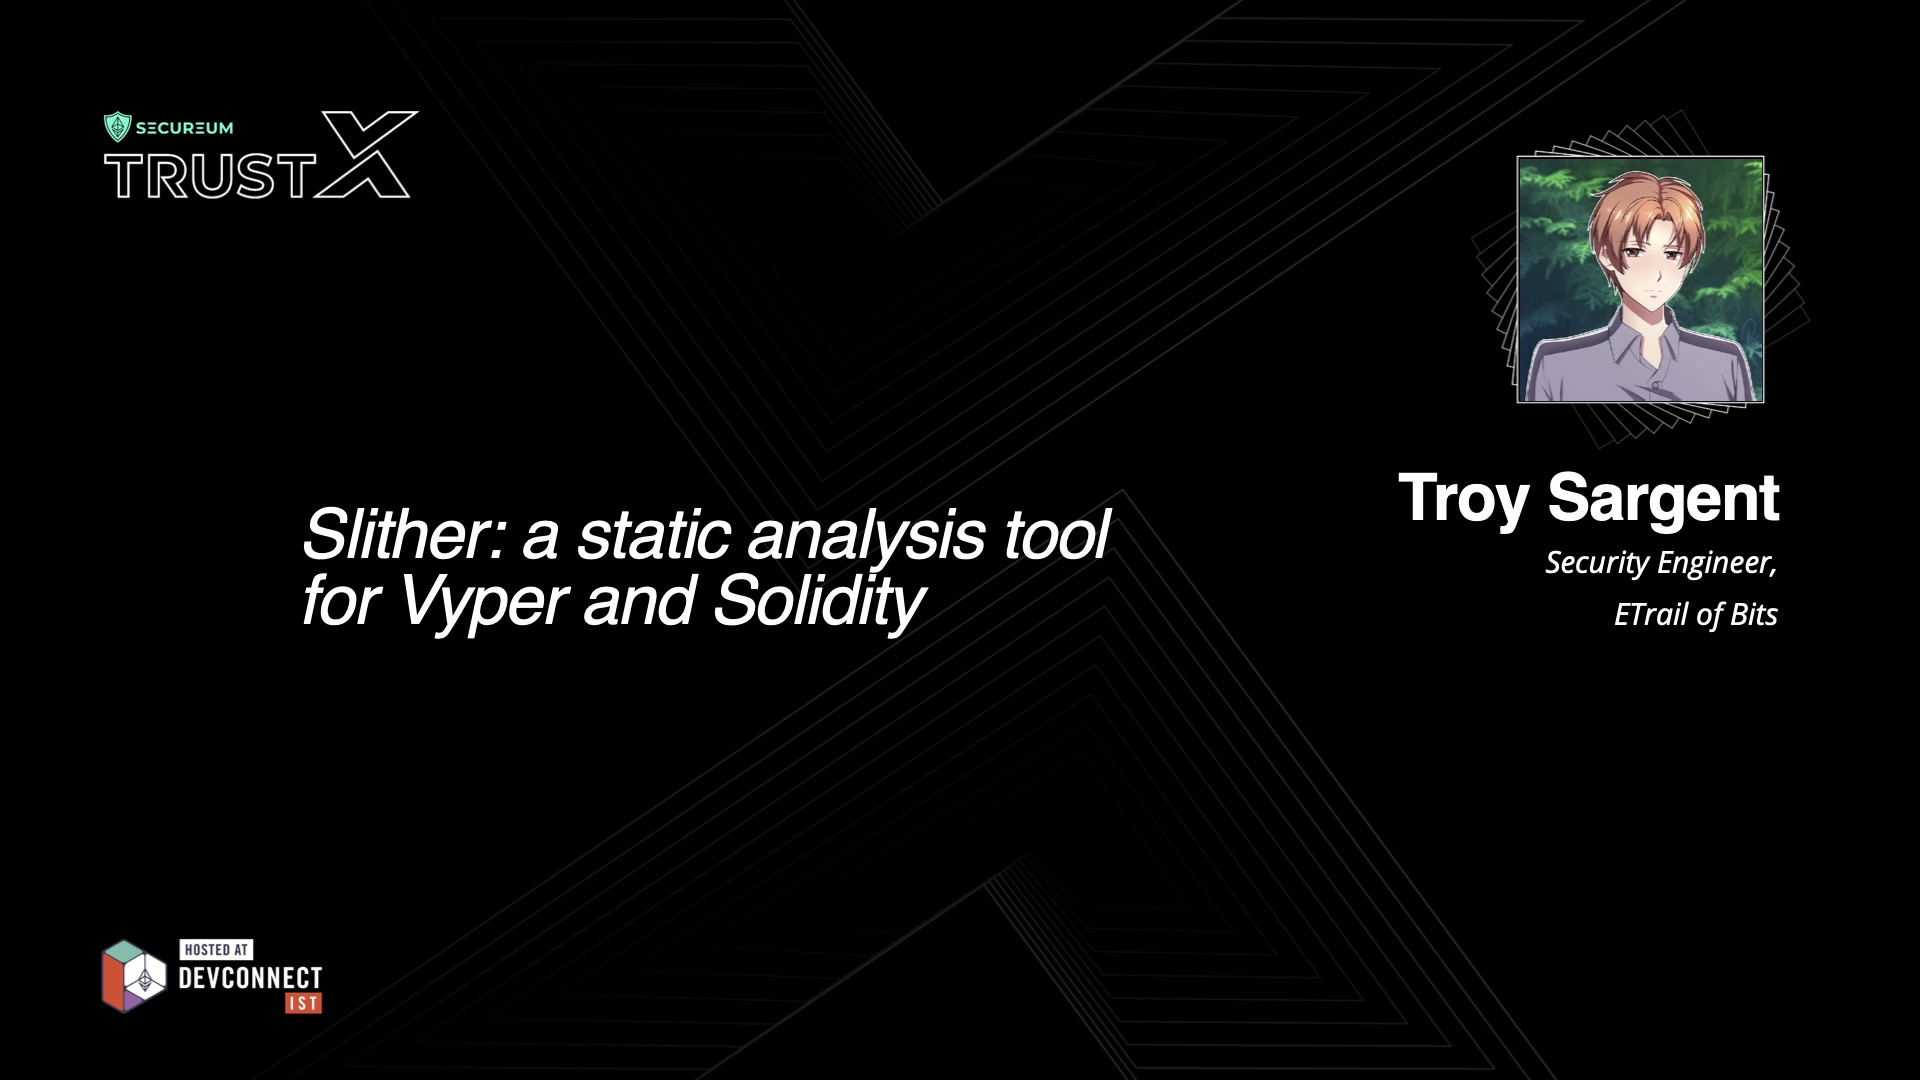 SECUREUM
TRUSTX
Slither: a static analysis tool
for Vyper and Solidity
Troy Sargent
Security Engineer,
ETrail of Bits
HOSTED AT
DEVCONNECT
IST